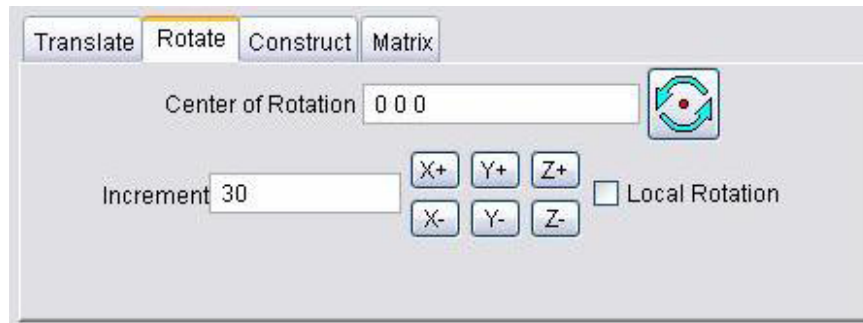 Translate Rotate Construct Matrix
Center of Rotation 0 0 0
Increment 30
X+ Y+ Z+
Local Rotation
X- Y- Z-